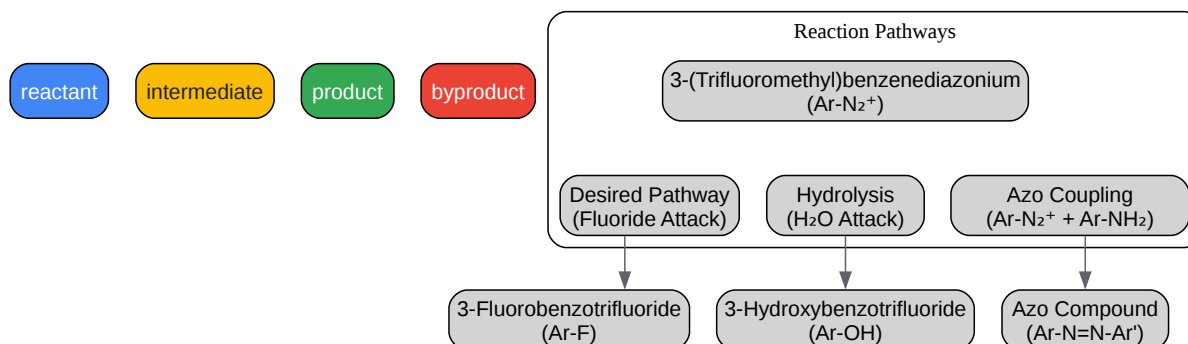 Reaction Pathways
reactant
intermediate
product
byproduct
3-(Trifluoromethyl)benzenediazonium
(Ar-N₂⁺)
Desired Pathway
(Fluoride Attack)
Hydrolysis
(H₂O Attack)
Azo Coupling
(Ar-N₂⁺ + Ar-NH₂)
3-Fluorobenzotrifluoride
(Ar-F)
3-Hydroxybenzotrifluoride
(Ar-OH)
Azo Compound
(Ar-N=N-Ar')